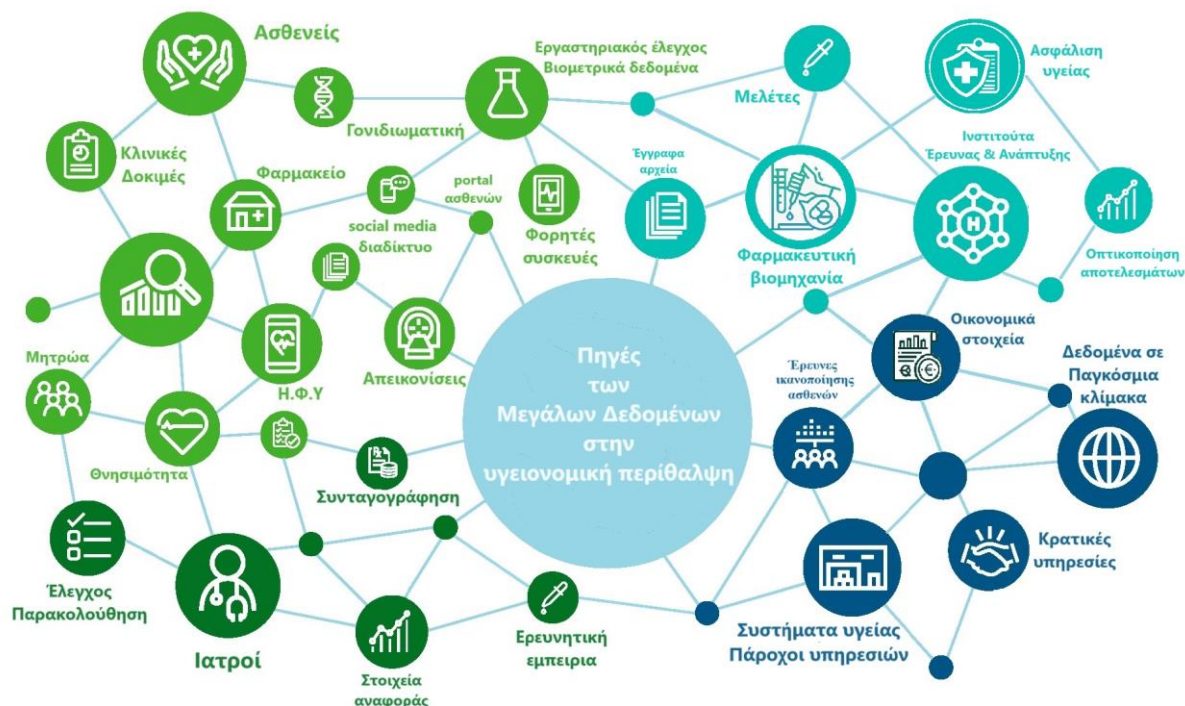 Ασθενείς
Εργαστηριακός έλεγχος
Βιομετρικά δεδομένα
Μελέτες
Ασφάλιση
υγείας
Γονιδιωματική
Κλινικές
Δοκιμές
Φαρμακείο
Έγγραφα
αρχεία
Ινστιτούτα
Έρευνας & Ανάπτυξης
portal
ασθενών
social media
διαδίκτυο
Φορητές
συσκευές
H
Φαρμακευτική
βιομηχανία
Οπτικοποίηση
αποτελεσμάτων
Μητρώα
Η.Φ.Υ
Απεικονίσεις
Πηγές
των
Μεγάλων Δεδομένων
στην
υγειονομική περίθαλψη
Οικονομικά
στοιχεία
Έρευνες
ικανοποίησης
ασθενών
Δεδομένα σε
Παγκόσμια
κλίμακα
Θνησιμότητα
Συνταγογράφηση
Κρατικές
υπηρεσίες
Έλεγχος
Παρακολούθηση
Ιατροί
Στοιχεία
αναφοράς
Ερευνητική
εμπειρια
Συστήματα υγείας
Πάροχοι υπηρεσιών